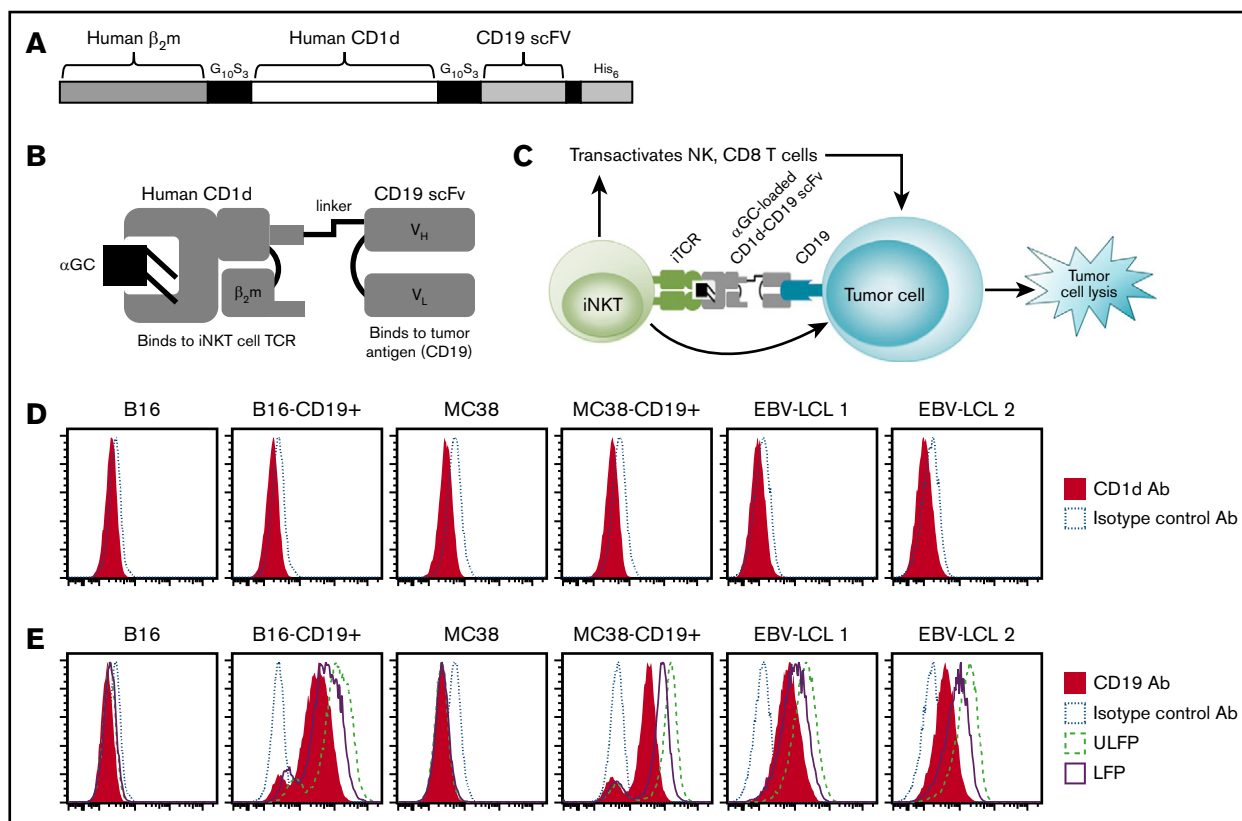 A
Human β₂m
Human CD1d
CD19 scFV
G₁₀S₃
G₁₀S₃
His₆
B
Human CD1d
CD19 scFv
linker
αGC
β₂m
V_H
V_L
Binds to iNKT cell TCR
Binds to tumor
antigen (CD19)
C
Transactivates NK, CD8 T cells
iTCR
αGC-loaded
CD1d-CD19 scFv
CD19
iNKT
Tumor cell
Tumor
cell lysis
D
B16
B16-CD19+
MC38
MC38-CD19+
EBV-LCL 1
EBV-LCL 2
CD1d Ab
Isotype control Ab
E
B16
B16-CD19+
MC38
MC38-CD19+
EBV-LCL 1
EBV-LCL 2
CD19 Ab
Isotype control Ab
ULFP
LFP